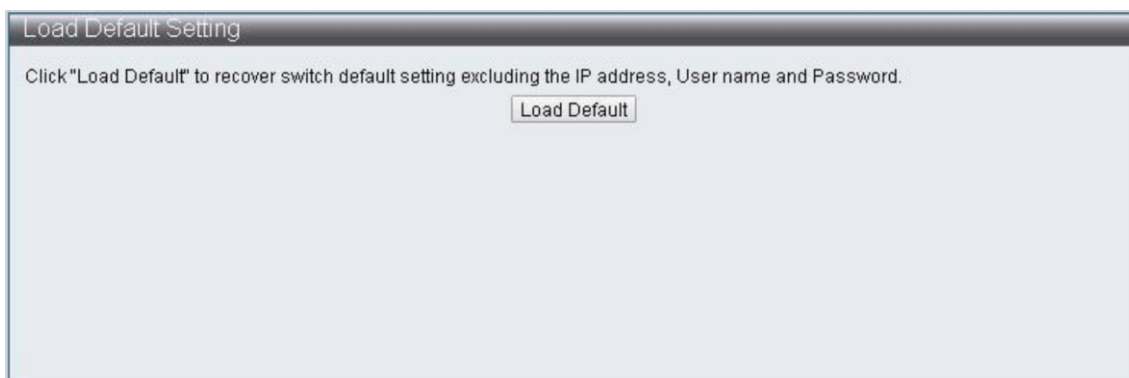 Load Default Setting
Click "Load Default" to recover switch default setting excluding the IP address, User name and Password.
Load Default